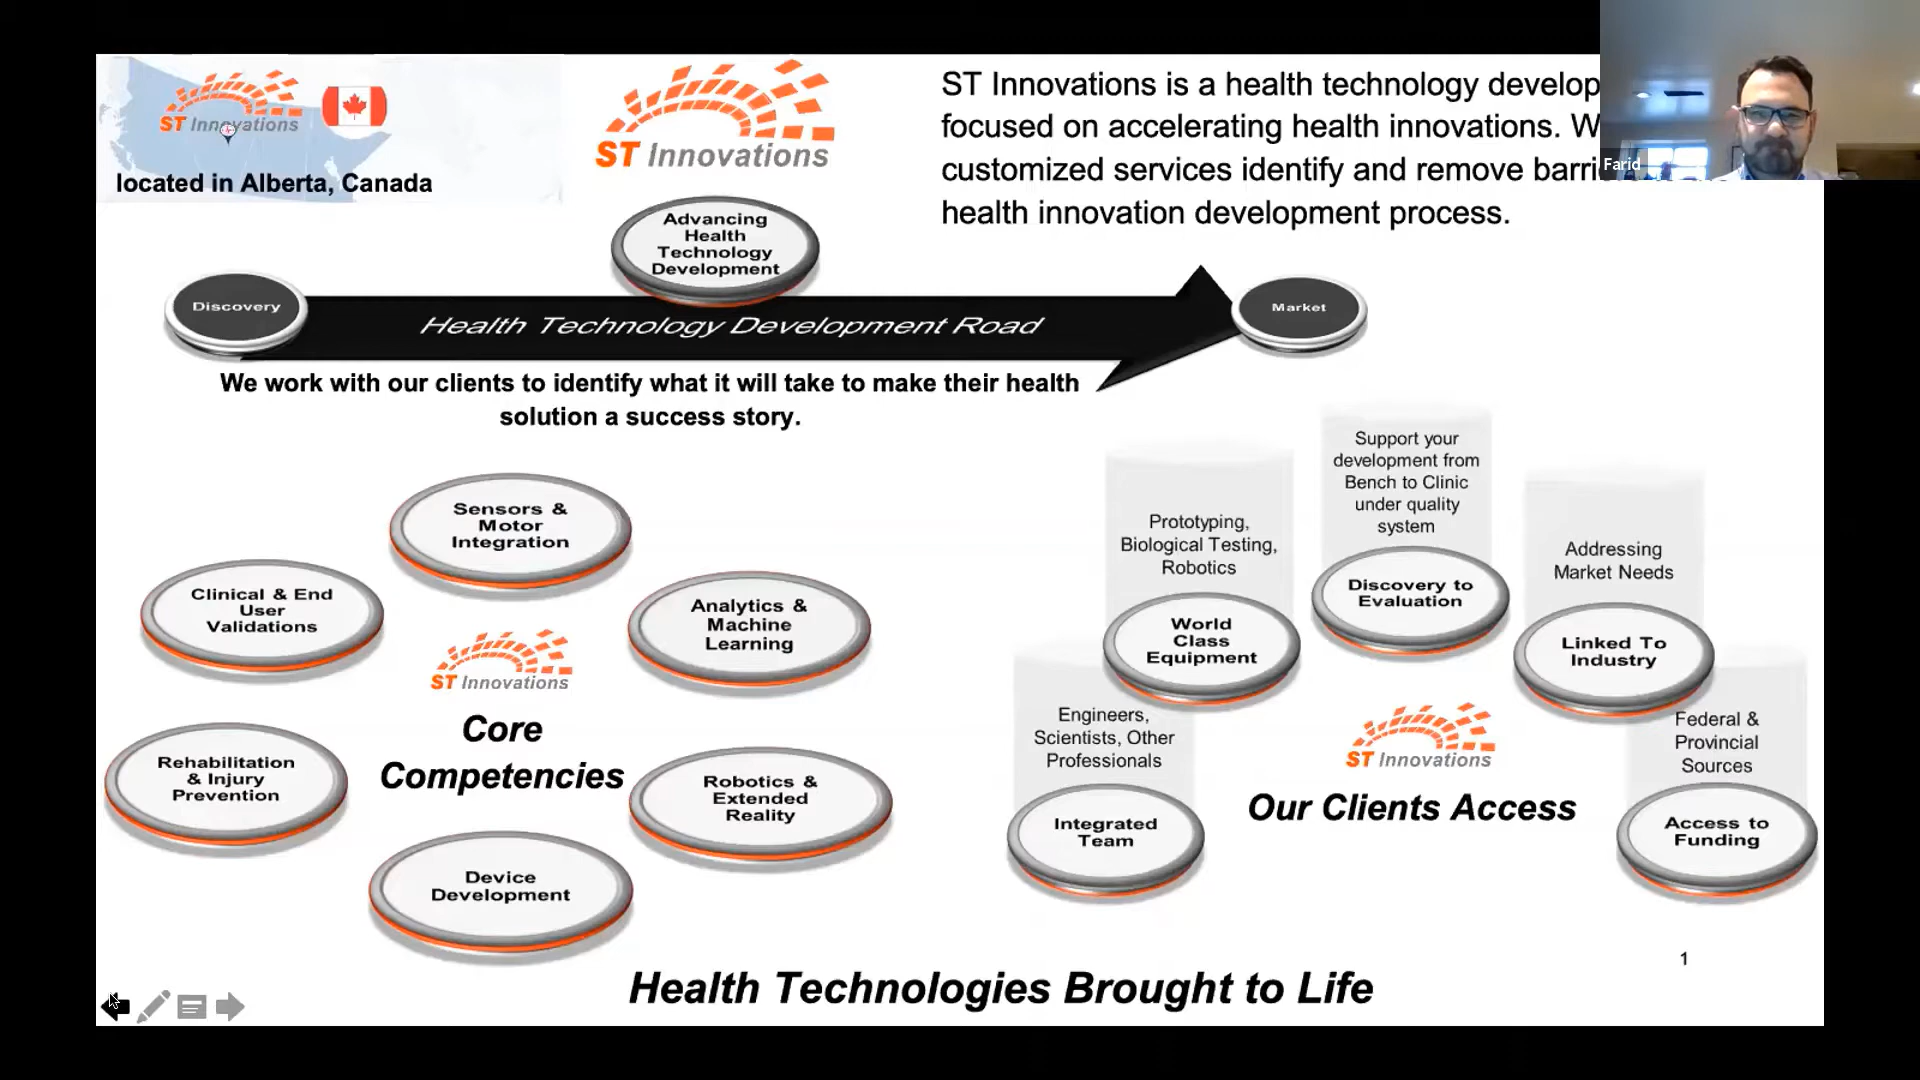 ST Innovations
located in Alberta, Canada
ST Innovations
ST Innovations is a health technology develop
focused on accelerating health innovations. W
customized services identify and remove barri
health innovation development process.
Farid
Advancing
Health
Technology
Development
Discovery
Health Technology Development Road
Market
We work with our clients to identify what it will take to make their health
solution a success story.
Sensors &
Motor
Integration
Clinical & End
User
Validations
Analytics &
Machine
Learning
ST Innovations
Core
Competencies
Rehabilitation
& Injury
Prevention
Robotics &
Extended
Reality
Device
Development
Support your
development from
Bench to Clinic
under quality
system
Prototyping,
Biological Testing,
Robotics
Addressing
Market Needs
Discovery to
Evaluation
World
Class
Equipment
Linked To
Industry
Engineers,
Scientists, Other
Professionals
Federal &
Provincial
Sources
ST Innovations
Our Clients Access
Integrated
Team
Access to
Funding
1
Health Technologies Brought to Life